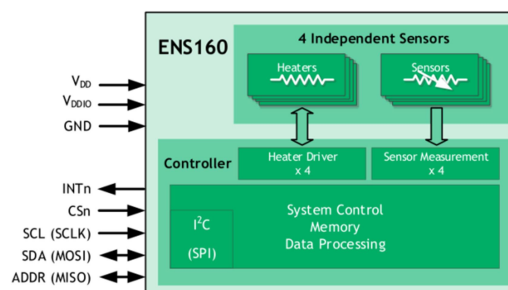 ENS160
4 Independent Sensors
Heaters
Sensors
VDD
VDDIO
GND
Controller
Heater Driver
x 4
Sensor Measurement
x 4
INTn
CSn
SCL (SCLK)
SDA (MOSI)
ADDR (MISO)
I²C
(SPI)
System Control
Memory
Data Processing